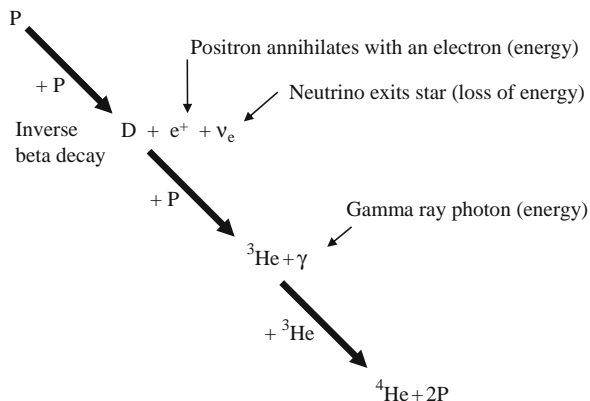 P
Positron annihilates with an electron (energy)
+ P
Neutrino exits star (loss of energy)
Inverse
beta decay
D + e⁺ + νₑ
+ P
Gamma ray photon (energy)
³He + γ
+ ³He
⁴He + 2P